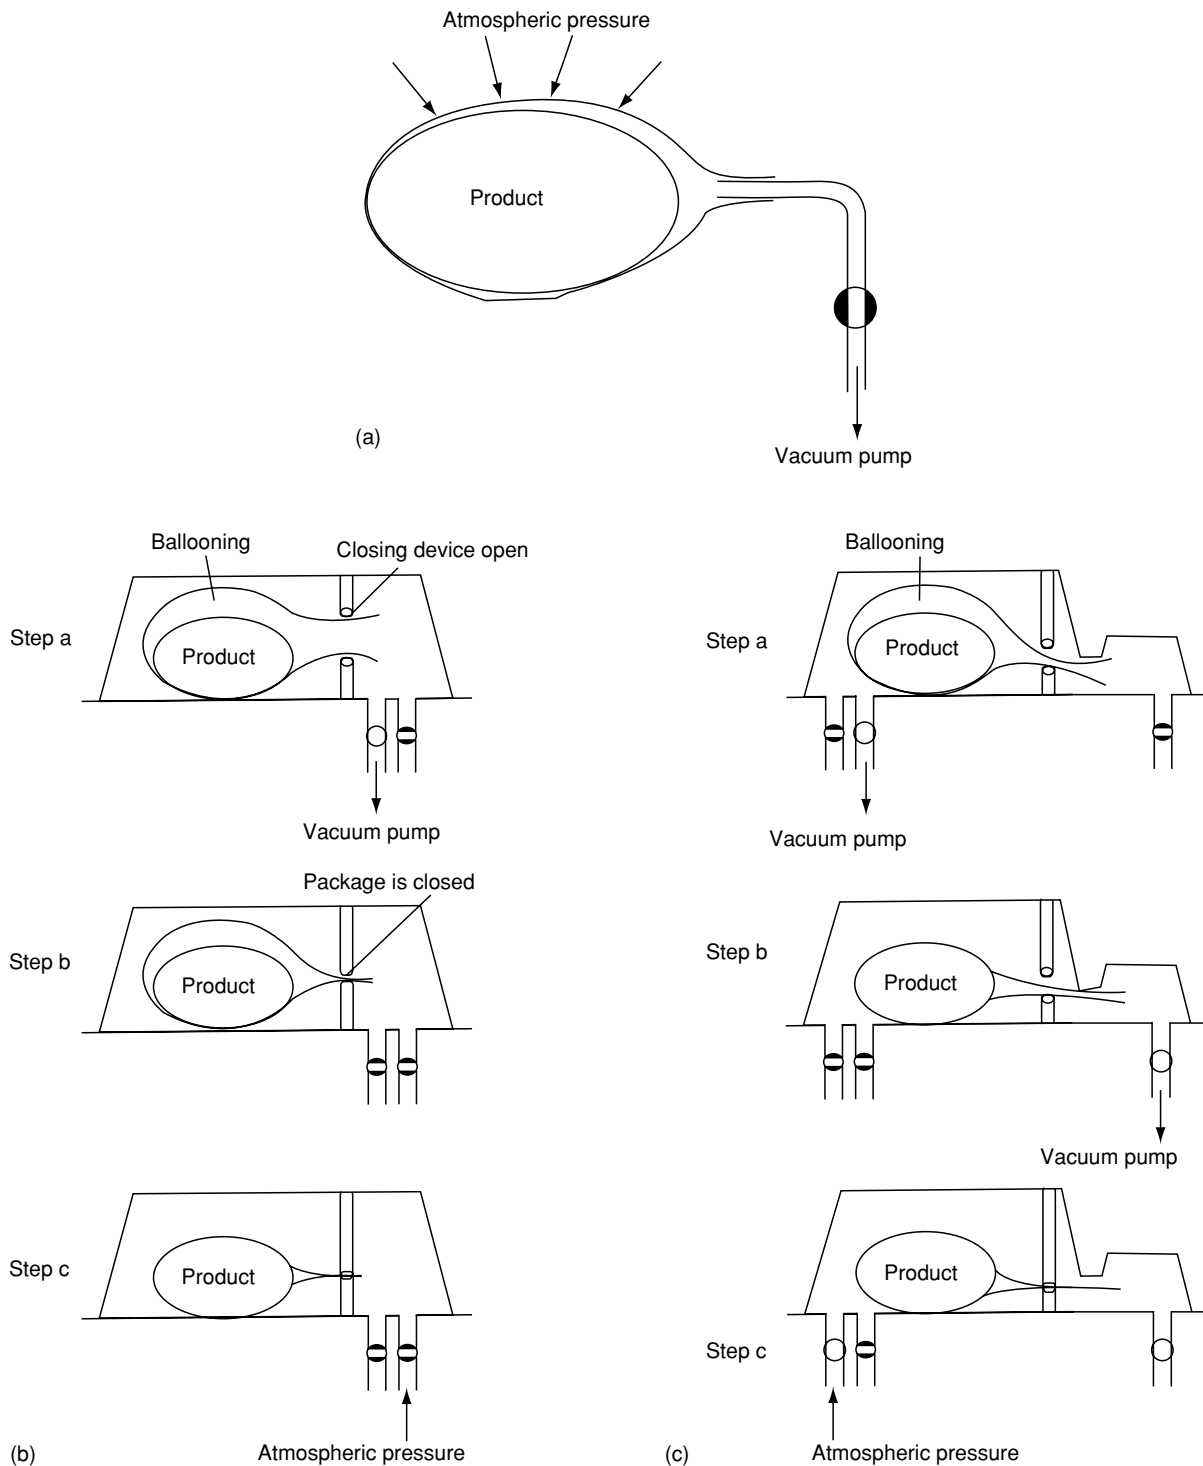 Atmospheric pressure
Product
(a)
Vacuum pump
Ballooning
Closing device open
Step a
Product
Vacuum pump
Package is closed
Step b
Product
Step c
Product
(b)
Atmospheric pressure
Ballooning
Step a
Product
Vacuum pump
Step b
Product
Vacuum pump
Product
Step c
(c)
Atmospheric pressure